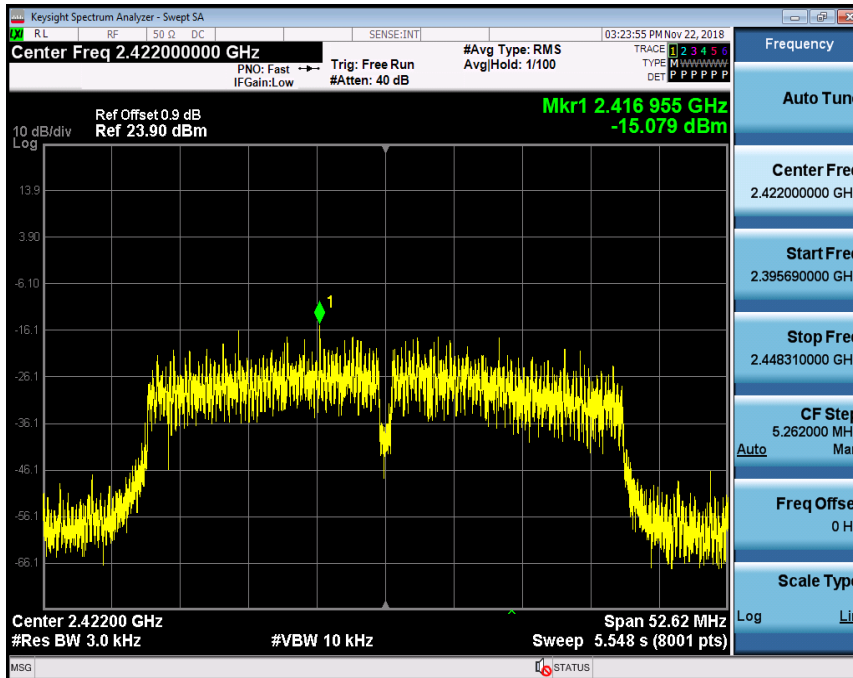 Keysight Spectrum Analyzer - Swept SA
LXI RL RF 50 Ω DC SENSE:INT 03:23:55 PM Nov 22, 2018
Center Freq 2.422000000 GHz
PNO: Fast
IFGain:Low
Trig: Free Run
#Atten: 40 dB
#Avg Type: RMS
Avg|Hold: 1/100
TRACE 1 2 3 4 5 6
TYPE M WWWWW
DET P P P P P P
Ref Offset 0.9 dB
10 dB/div Ref 23.90 dBm
Log
Mkr1 2.416 955 GHz
-15.079 dBm
13.9
3.90
-6.10
-16.1
-26.1
-36.1
-46.1
-56.1
-66.1
1
Center 2.42200 GHz
Span 52.62 MHz
#Res BW 3.0 kHz
#VBW 10 kHz
Sweep 5.548 s (8001 pts)
MSG
STATUS
Frequency
Auto Tun
Center Fre
2.422000000 GH
Start Fre
2.395690000 GH
Stop Fre
2.448310000 GH
CF Step
5.262000 MH
Auto Ma
Freq Offse
0 H
Scale Type
Log Li